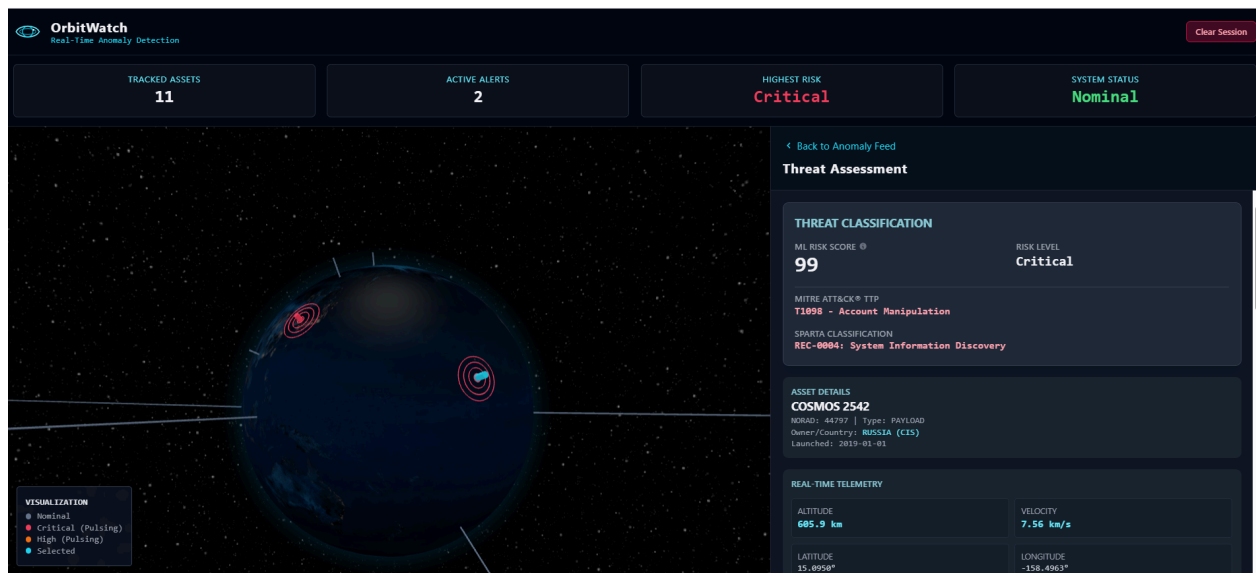 OrbitWatch
Real-Time Anomaly Detection
Clear Session
TRACKED ASSETS
11
ACTIVE ALERTS
2
HIGHEST RISK
Critical
SYSTEM STATUS
Nominal
Back to Anomaly Feed
Threat Assessment
THREAT CLASSIFICATION
ML RISK SCORE
99
RISK LEVEL
Critical
MITRE ATT&CK® TTP
T1098 - Account Manipulation
SPARTA CLASSIFICATION
REC-0004: System Information Discovery
ASSET DETAILS
COSMOS 2542
NORAD: 44797 | Type: PAYLOAD
Owner/Country: RUSSIA (CIS)
Launched: 2019-01-01
REAL-TIME TELEMETRY
ALTITUDE
605.9 km
VELOCITY
7.56 km/s
LATITUDE
15.0950°
LONGITUDE
-158.4963°
VISUALIZATION
Nominal
Critical (Pulsing)
High (Pulsing)
Selected